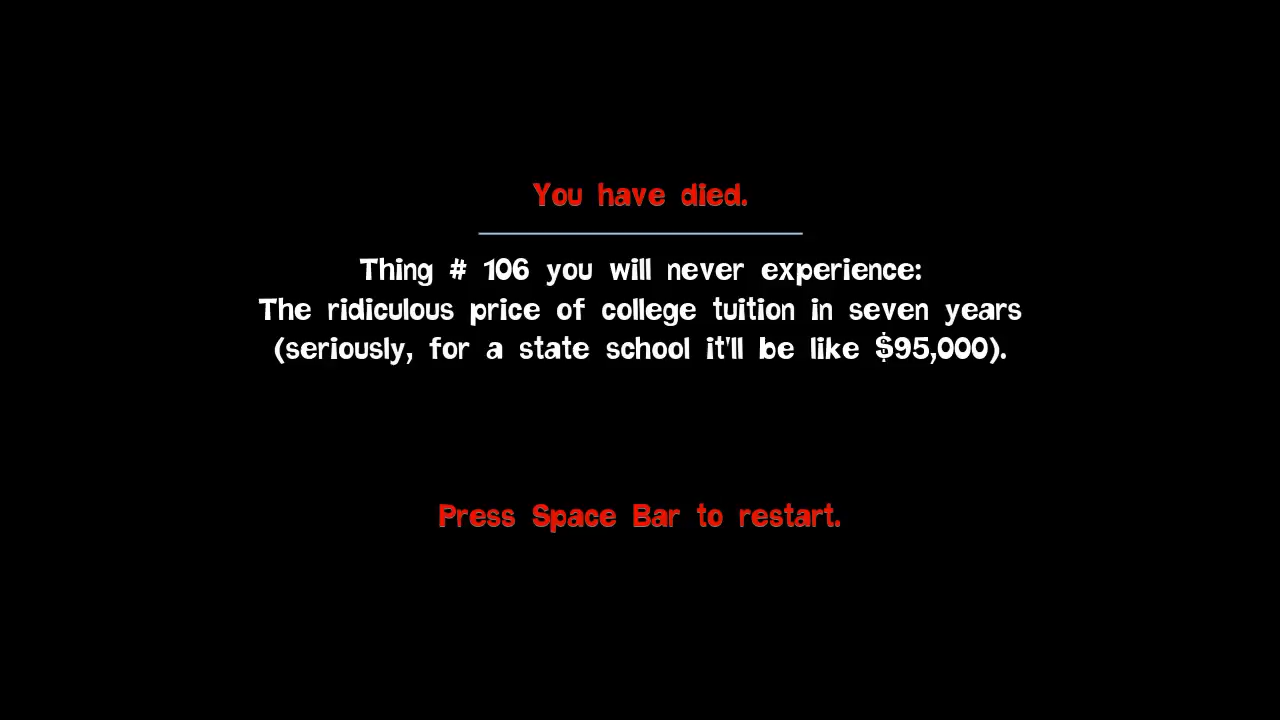 You have died.
Thing # 106 you will never experience:
The ridiculous price of college tuition in seven years
(seriously, for a state school it'll be like $95,000).
Press Space Bar to restart.